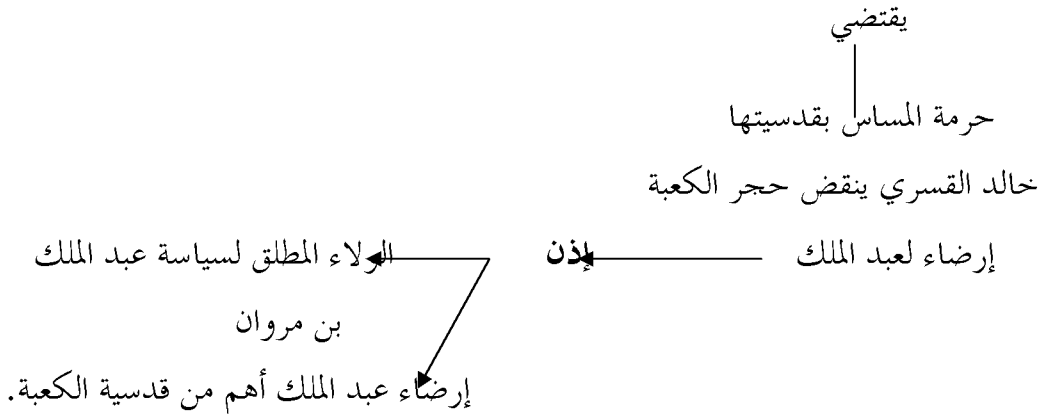 يقتضي
حرمة المساس بقدسيتها
خالد القسري ينقض حجر الكعبة
إرضاء لعبد الملك إذن الولاء المطلق لسياسة عبد الملك
بن مروان
إرضاء عبد الملك أهم من قدسية الكعبة.